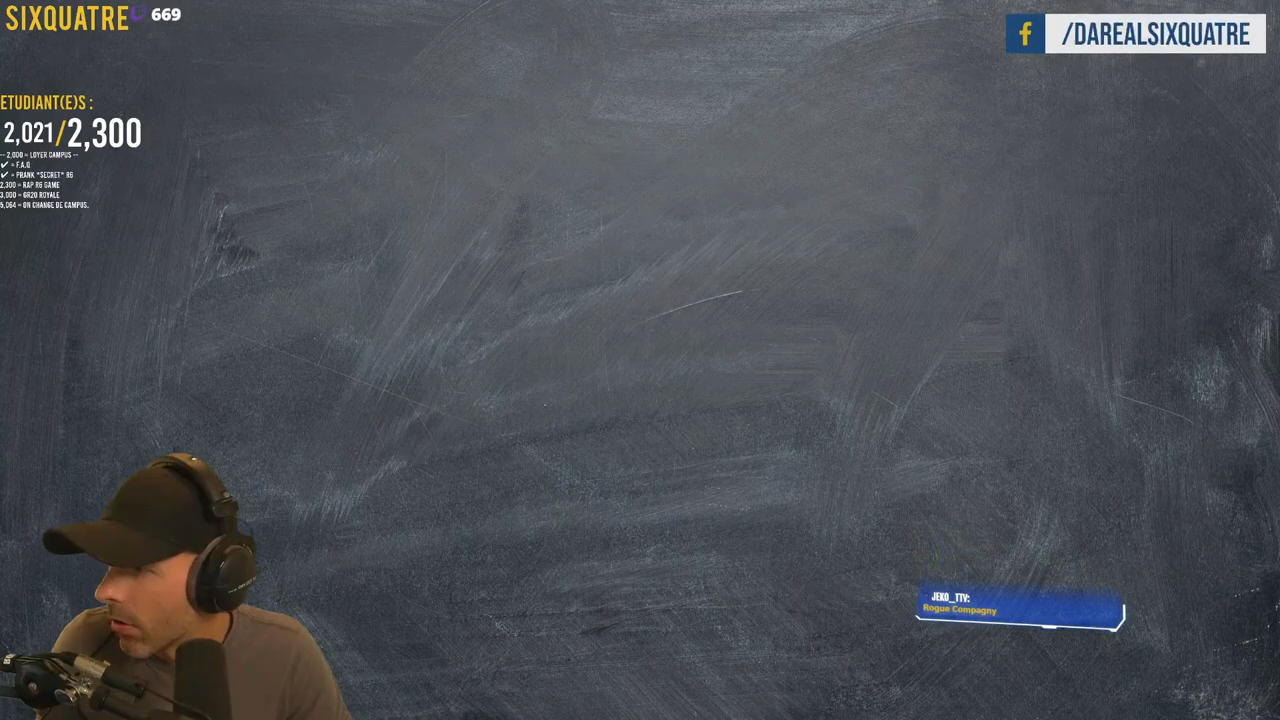 SIXQUATRE 669
/DAREALSIXQUATRE
ETUDIANT(E)S :
2,021/2,300
-- 2,000 = LOYER CAMPUS --
✔ = F.A.Q
✔ = PRANK *SECRET* R6
2,300 = RAP R6 GAME
3,000 = GR20 ROYALE
5,064 = ON CHANGE DE CAMPUS.
JEKO_TTV:
Rogue Compagny